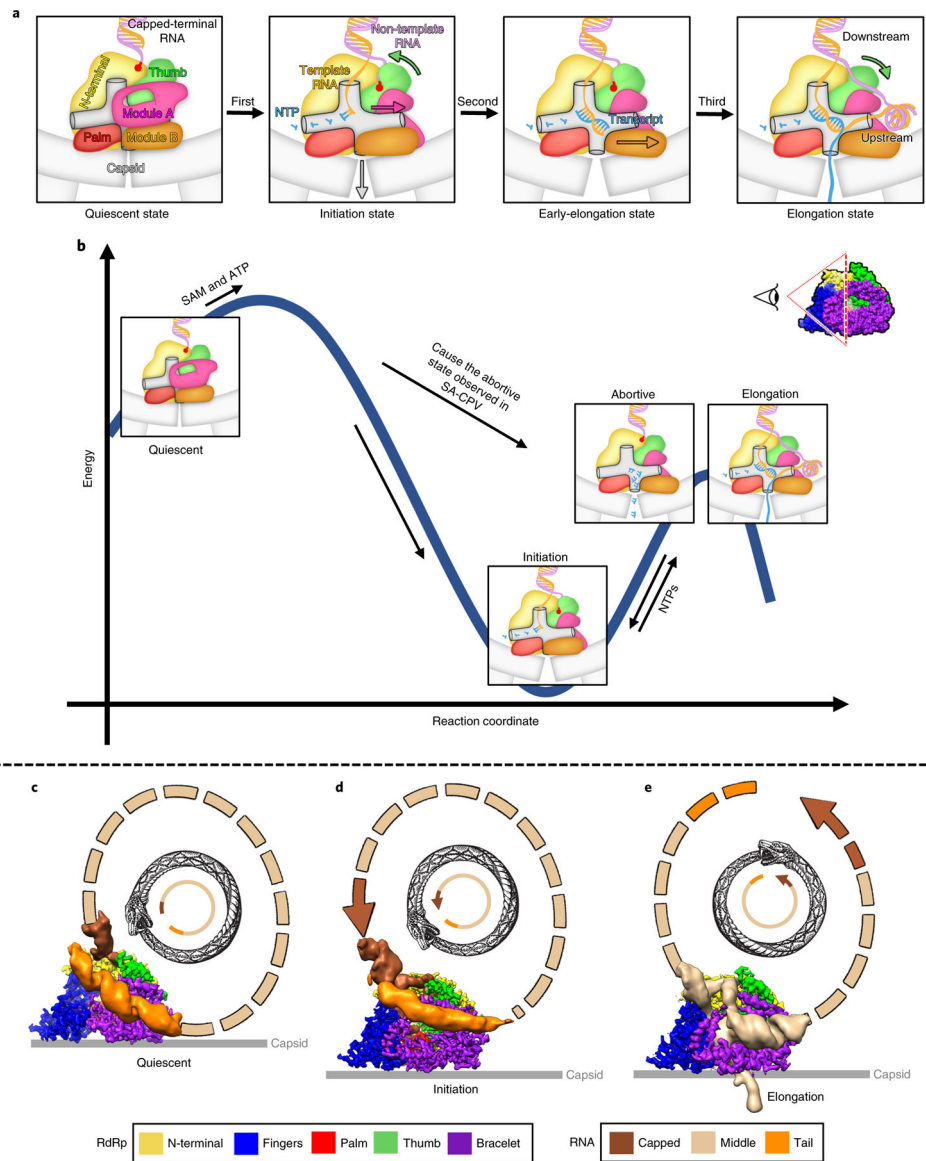 a
Capped-terminal
RNA
N-terminal
Thumb
Module A
Palm
Module B
Capsid
Quiescent state
First
Non-template
RNA
Template
RNA
NTP
Initiation state
Second
Transcript
Early-elongation state
Third
Downstream
Upstream
Elongation state
b
Energy
SAM and ATP
Quiescent
Cause the abortive
state observed in
SA-CPV
Abortive
Elongation
Initiation
NTPs
Reaction coordinate
c
Capsid
Quiescent
d
Capsid
Initiation
e
Capsid
Elongation
RdRp
N-terminal
Fingers
Palm
Thumb
Bracelet
RNA
Capped
Middle
Tail